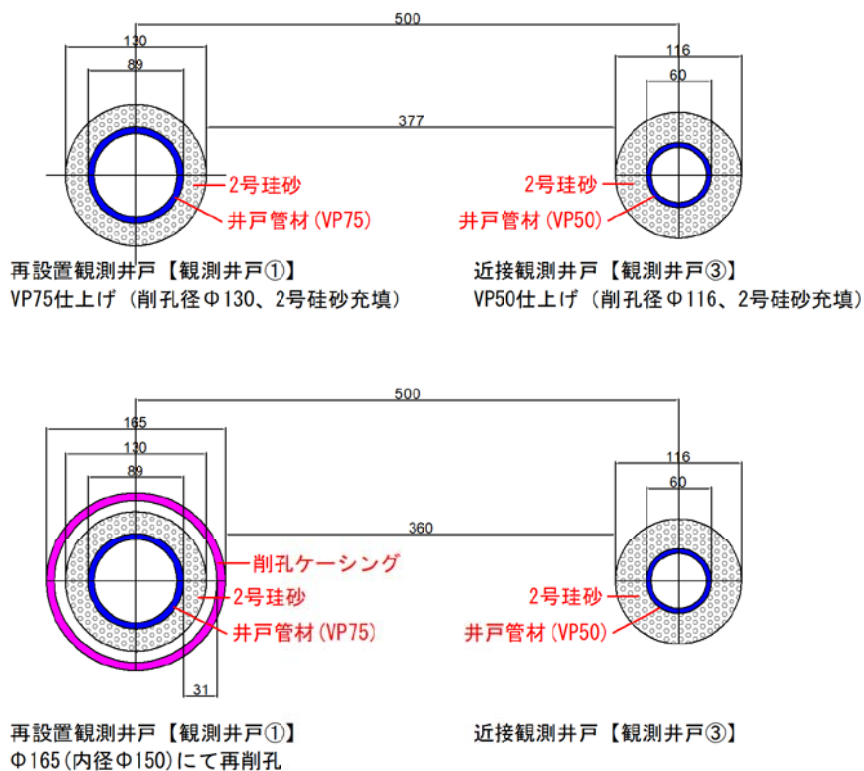 500
130
116
89
60
377
2号珪砂
井戸管材(VP75)
2号珪砂
井戸管材(VP50)
再設置観測井戸【観測井戸①】
VP75仕上げ（削孔径Φ130、2号硅砂充填）
近接観測井戸【観測井戸③】
VP50仕上げ（削孔径Φ116、2号硅砂充填）
500
165
130
116
89
60
360
削孔ケーシング
2号珪砂
井戸管材(VP75)
2号珪砂
井戸管材(VP50)
31
再設置観測井戸【観測井戸①】
Φ165(内径Φ150)にて再削孔
近接観測井戸【観測井戸③】